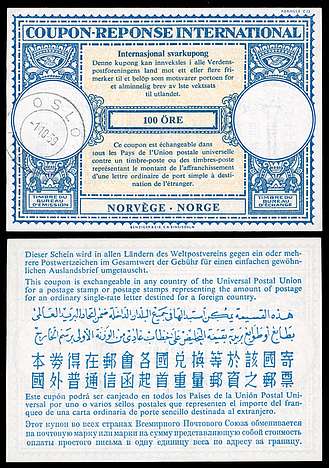 COUPON-RÉPONSE INTERNATIONAL
Internasjonal svarkupong
Denne kupong kan innveksles i alle Verdens-
postforeningens land mot ett eller flere fri-
merker til et beløp som motsvarer portoen for
et alminnelig brev av liste vektsats
til utlandet.
100 ÖRE
Ce coupon est échangeable dans
tous les Pays de l'Union postale universelle
contre un timbre-poste ou des timbres-poste
représentant le montant de l'affranchissement
d'une lettre ordinaire de port simple à destina-
tion de l'étranger.
OSLO
TIMBRE DU
BUREAU
D'ÉMISSION
TIMBRE DU
BUREAU
D'ÉCHANGE
NORVÈGE - NORGE
Dieser Schein wird in allen Ländern des Weltpostvereins gegen ein oder meh-
rere Postwertzeichen im Gesamtwert der Gebühr für einen einfachen gewöhn-
lichen Auslandsbrief umgetauscht.
This coupon is exchangeable in any country of the Universal Postal Union
for a postage stamp or postage stamps representing the amount of postage
for an ordinary single-rate letter destined for a foreign country.
本券得在郵會各國兌換等於該國寄
國外普通信函起首重量郵資之郵票
Este cupón podrá ser canjeado en todos los Países de la Unión Postal Univer-
sal por uno o varios sellos postales que representen el importe del franqueo
de una carta ordinaria de porte sencillo destinada al extranjero.
Этот купон во всех странах Всемирного Почтового Союза обменивается
на почтовую марку или марки на сумму представляющую собой стоимость
оплаты простого письма в одну единицу веса по адресу за границу.